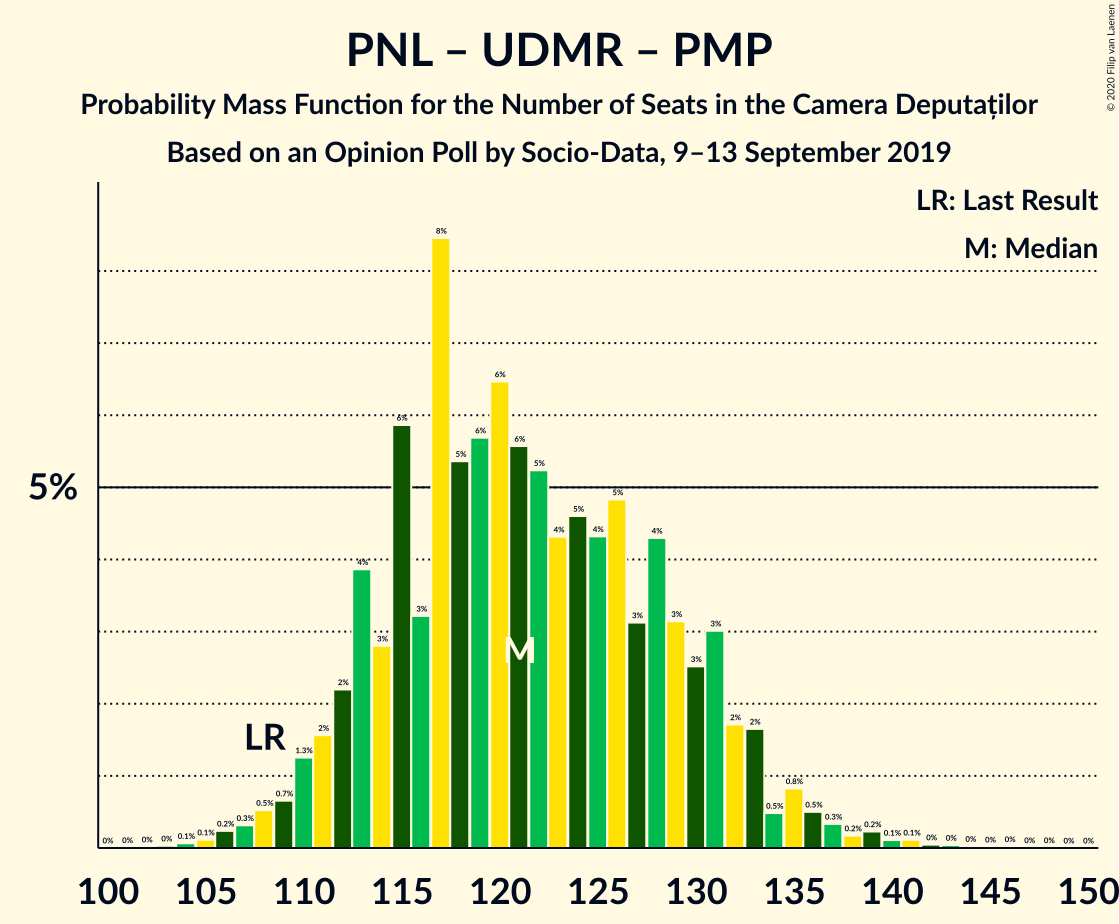 PNL – UDMR – PMP
Probability Mass Function for the Number of Seats in the Camera Deputaților
Based on an Opinion Poll by Socio-Data, 9–13 September 2019
© 2020 Filip van Laenen
LR: Last Result
M: Median
5%
0% 0% 0% 0% 0.1% 0.1% 0.2% 0.3% 0.5% 0.7% 1.3% 2% 2% 4% 3% 6% 3% 8% 5% 6% 6% 6% 5% 4% 5% 4% 5% 3% 4% 3% 3% 3% 2% 2% 0.5% 0.8% 0.5% 0.3% 0.2% 0.2% 0.1% 0.1% 0% 0% 0% 0% 0% 0% 0% 0% 0%
LR
M
100 105 110 115 120 125 130 135 140 145 150